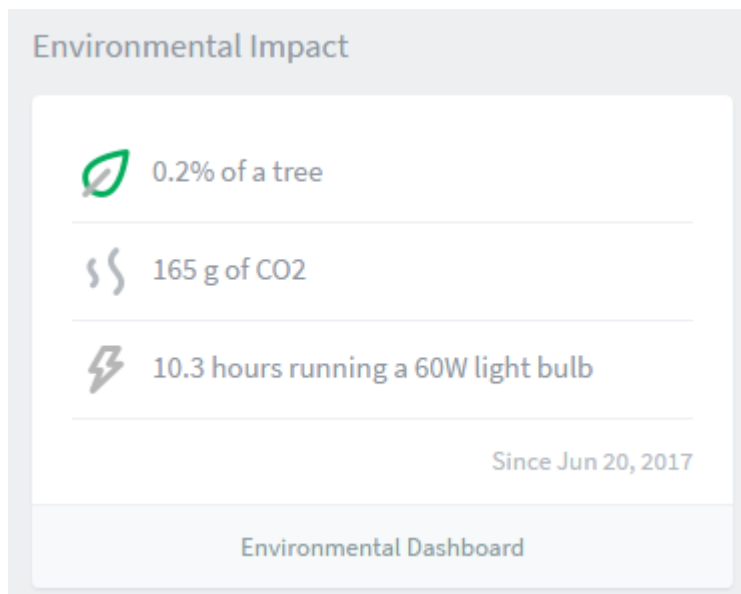 Environmental Impact
0.2% of a tree
165 g of CO2
10.3 hours running a 60W light bulb
Since Jun 20, 2017
Environmental Dashboard